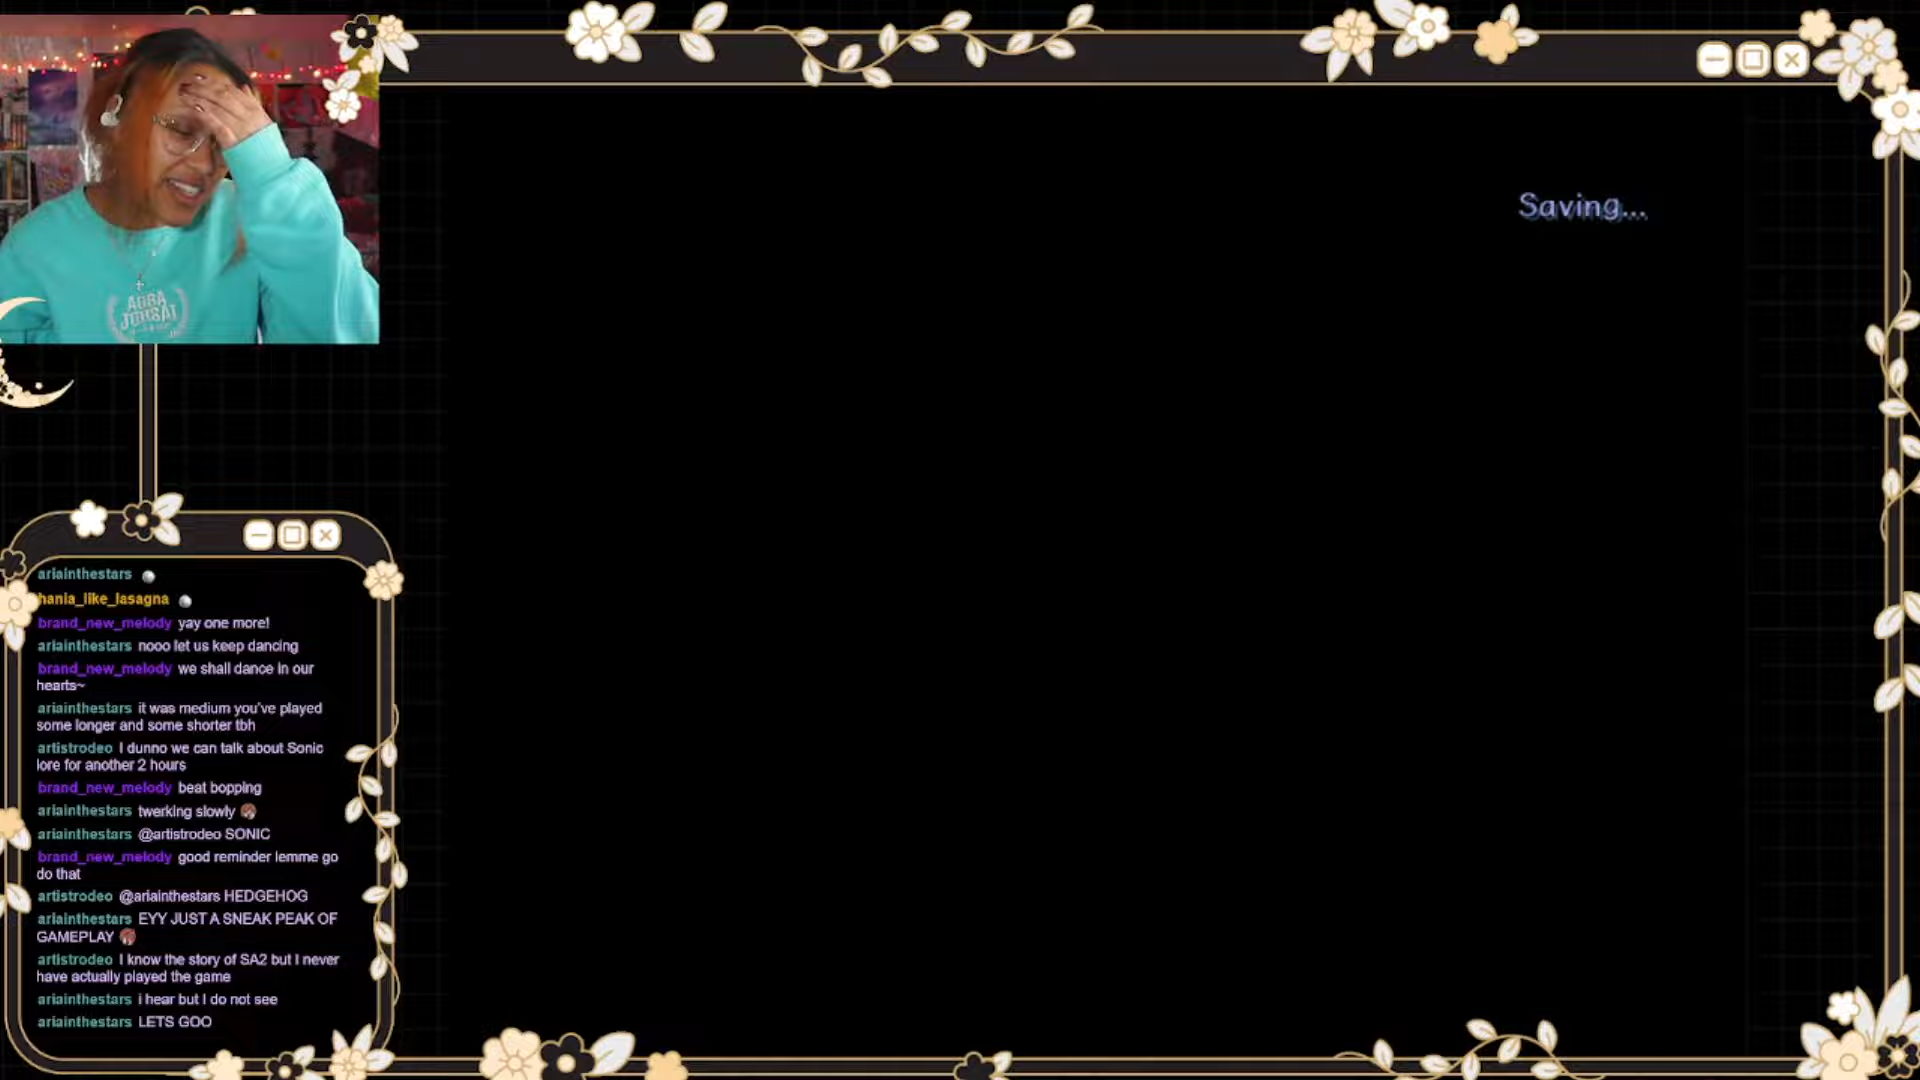 Saving...
AGBA
JONSAI
ariainthestars
hania_like_lasagna
brand_new_melody yay one more!
ariainthestars nooo let us keep dancing
brand_new_melody we shall dance in our
hearts~
ariainthestars it was medium you've played
some longer and some shorter tbh
artistrodeo I dunno we can talk about Sonic
lore for another 2 hours
brand_new_melody beat bopping
ariainthestars twerking slowly
ariainthestars @artistrodeo SONIC
brand_new_melody good reminder lemme go
do that
artistrodeo @ariainthestars HEDGEHOG
ariainthestars EYY JUST A SNEAK PEAK OF
GAMEPLAY
artistrodeo I know the story of SA2 but I never
have actually played the game
ariainthestars i hear but I do not see
ariainthestars LETS GOO